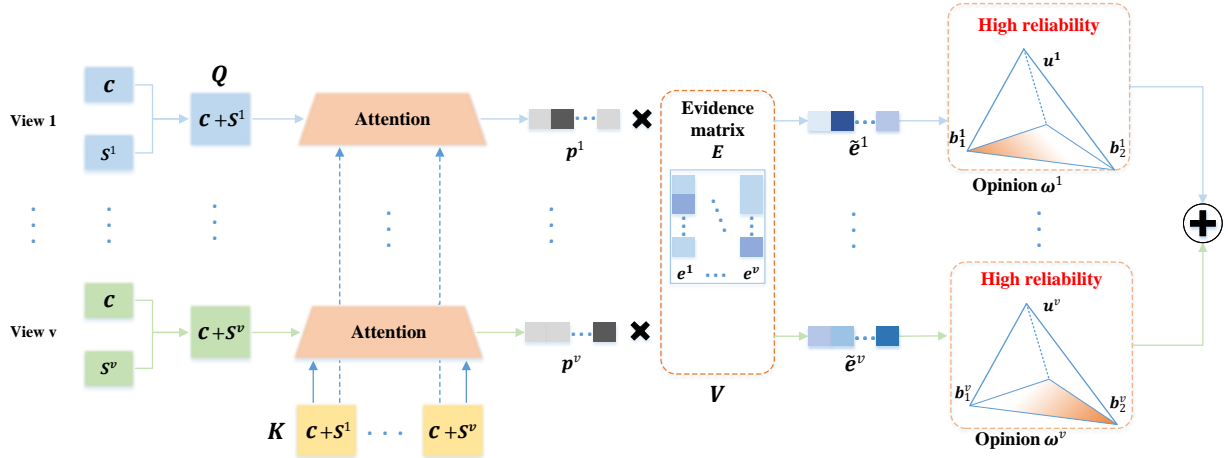 View 1
c
S¹
Q
c+S¹
Attention
p¹
Evidence
matrix
E
e¹ ... eᵛ
V
ẽ¹
High reliability
u¹
b₁¹
b₂¹
Opinion ω¹
View v
c
Sᵛ
c+Sᵛ
Attention
K
c+S¹
c+Sᵛ
pᵛ
ẽᵛ
High reliability
uᵛ
b₁ᵛ
b₂ᵛ
Opinion ωᵛ